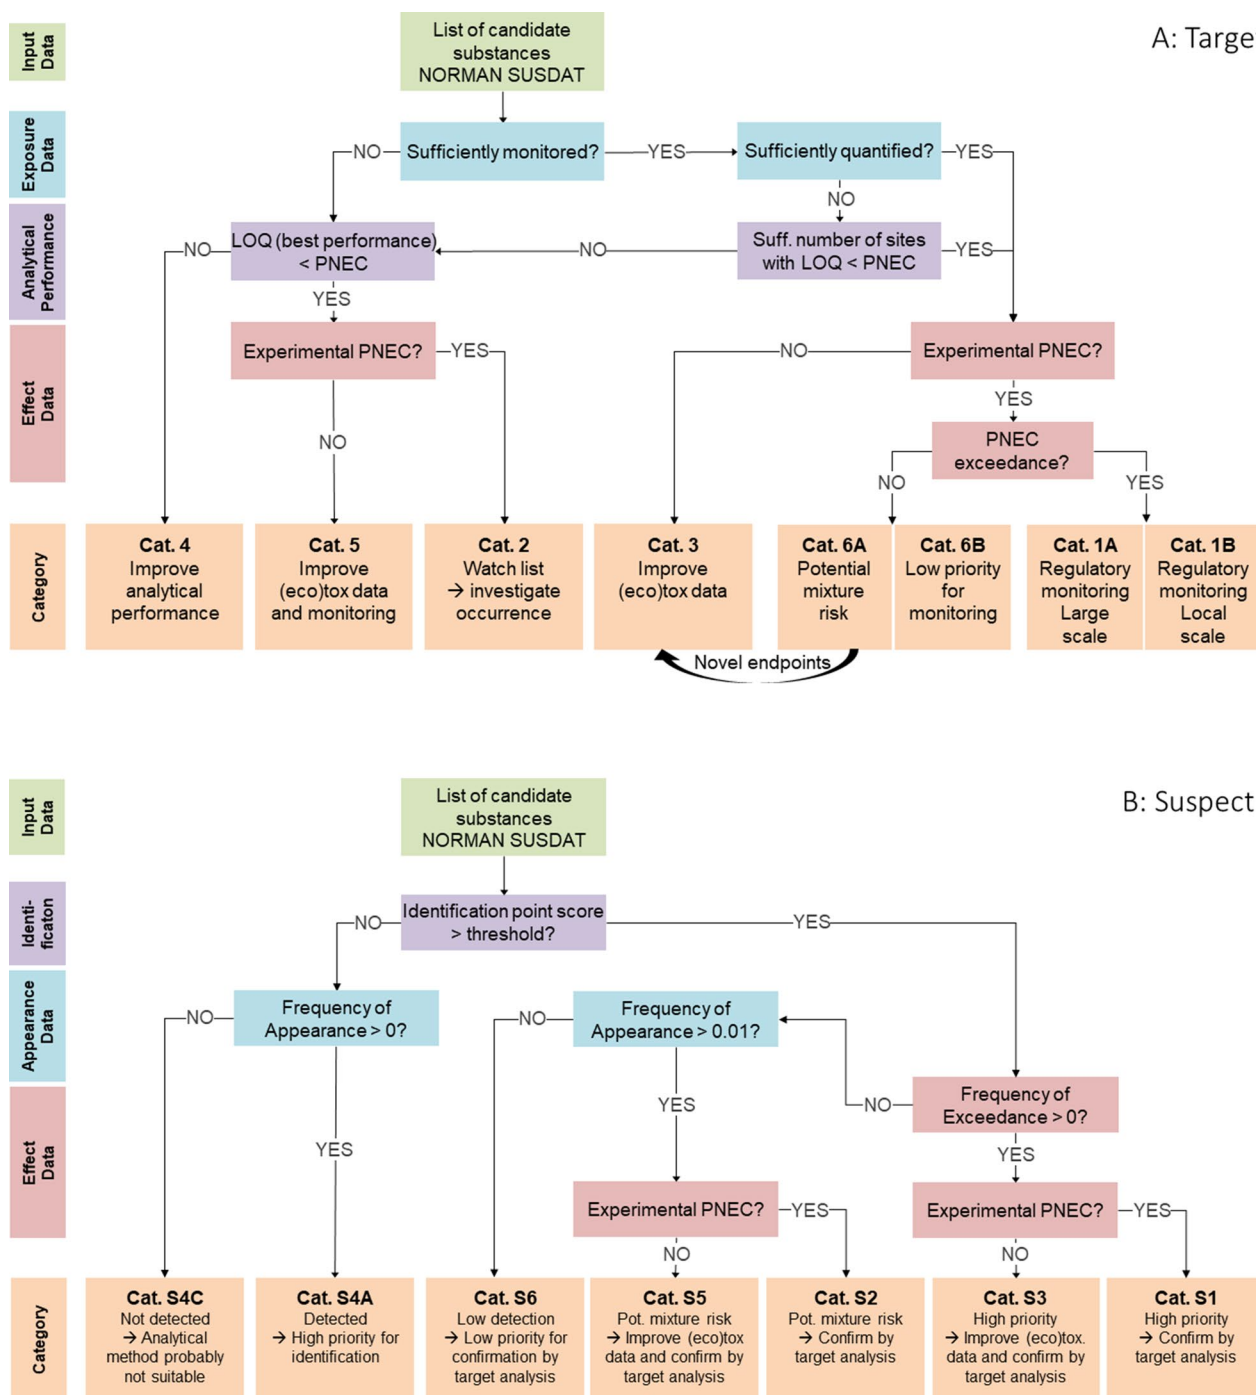 A: Targe
Input
Data
List of candidate
substances
NORMAN SUSDAT
Exposure
Data
NO
Sufficiently monitored?
YES
Sufficiently quantified?
YES
NO
Analytical
Performance
NO
LOQ (best performance)
< PNEC
NO
Suff. number of sites
with LOQ < PNEC
YES
YES
Effect
Data
Experimental PNEC?
YES
NO
Experimental PNEC?
YES
NO
PNEC
exceedance?
NO
YES
Category
Cat. 4
Improve
analytical
performance
Cat. 5
Improve
(eco)tox data
and monitoring
Cat. 2
Watch list
→ investigate
occurrence
Cat. 3
Improve
(eco)tox data
Cat. 6A
Potential
mixture
risk
Cat. 6B
Low priority
for
monitoring
Cat. 1A
Regulatory
monitoring
Large
scale
Cat. 1B
Regulatory
monitoring
Local
scale
Novel endpoints
B: Suspect
Input
Data
List of candidate
substances
NORMAN SUSDAT
Identi-
ficaton
NO
Identification point score
> threshold?
YES
Appearance
Data
NO
Frequency of
Appearance > 0?
NO
Frequency of
Appearance > 0.01?
Effect
Data
YES
YES
NO
Frequency of
Exceedance > 0?
YES
Experimental PNEC?
YES
NO
Experimental PNEC?
YES
NO
Category
Cat. S4C
Not detected
→ Analytical
method probably
not suitable
Cat. S4A
Detected
→ High priority for
identification
Cat. S6
Low detection
→ Low priority for
confirmation by
target analysis
Cat. S5
Pot. mixture risk
→ Improve (eco)tox
data and confirm by
target analysis
Cat. S2
Pot. mixture risk
→ Confirm by
target analysis
Cat. S3
High priority
→ Improve (eco)tox.
data and confirm by
target analysis
Cat. S1
High priority
→ Confirm by
target analysis